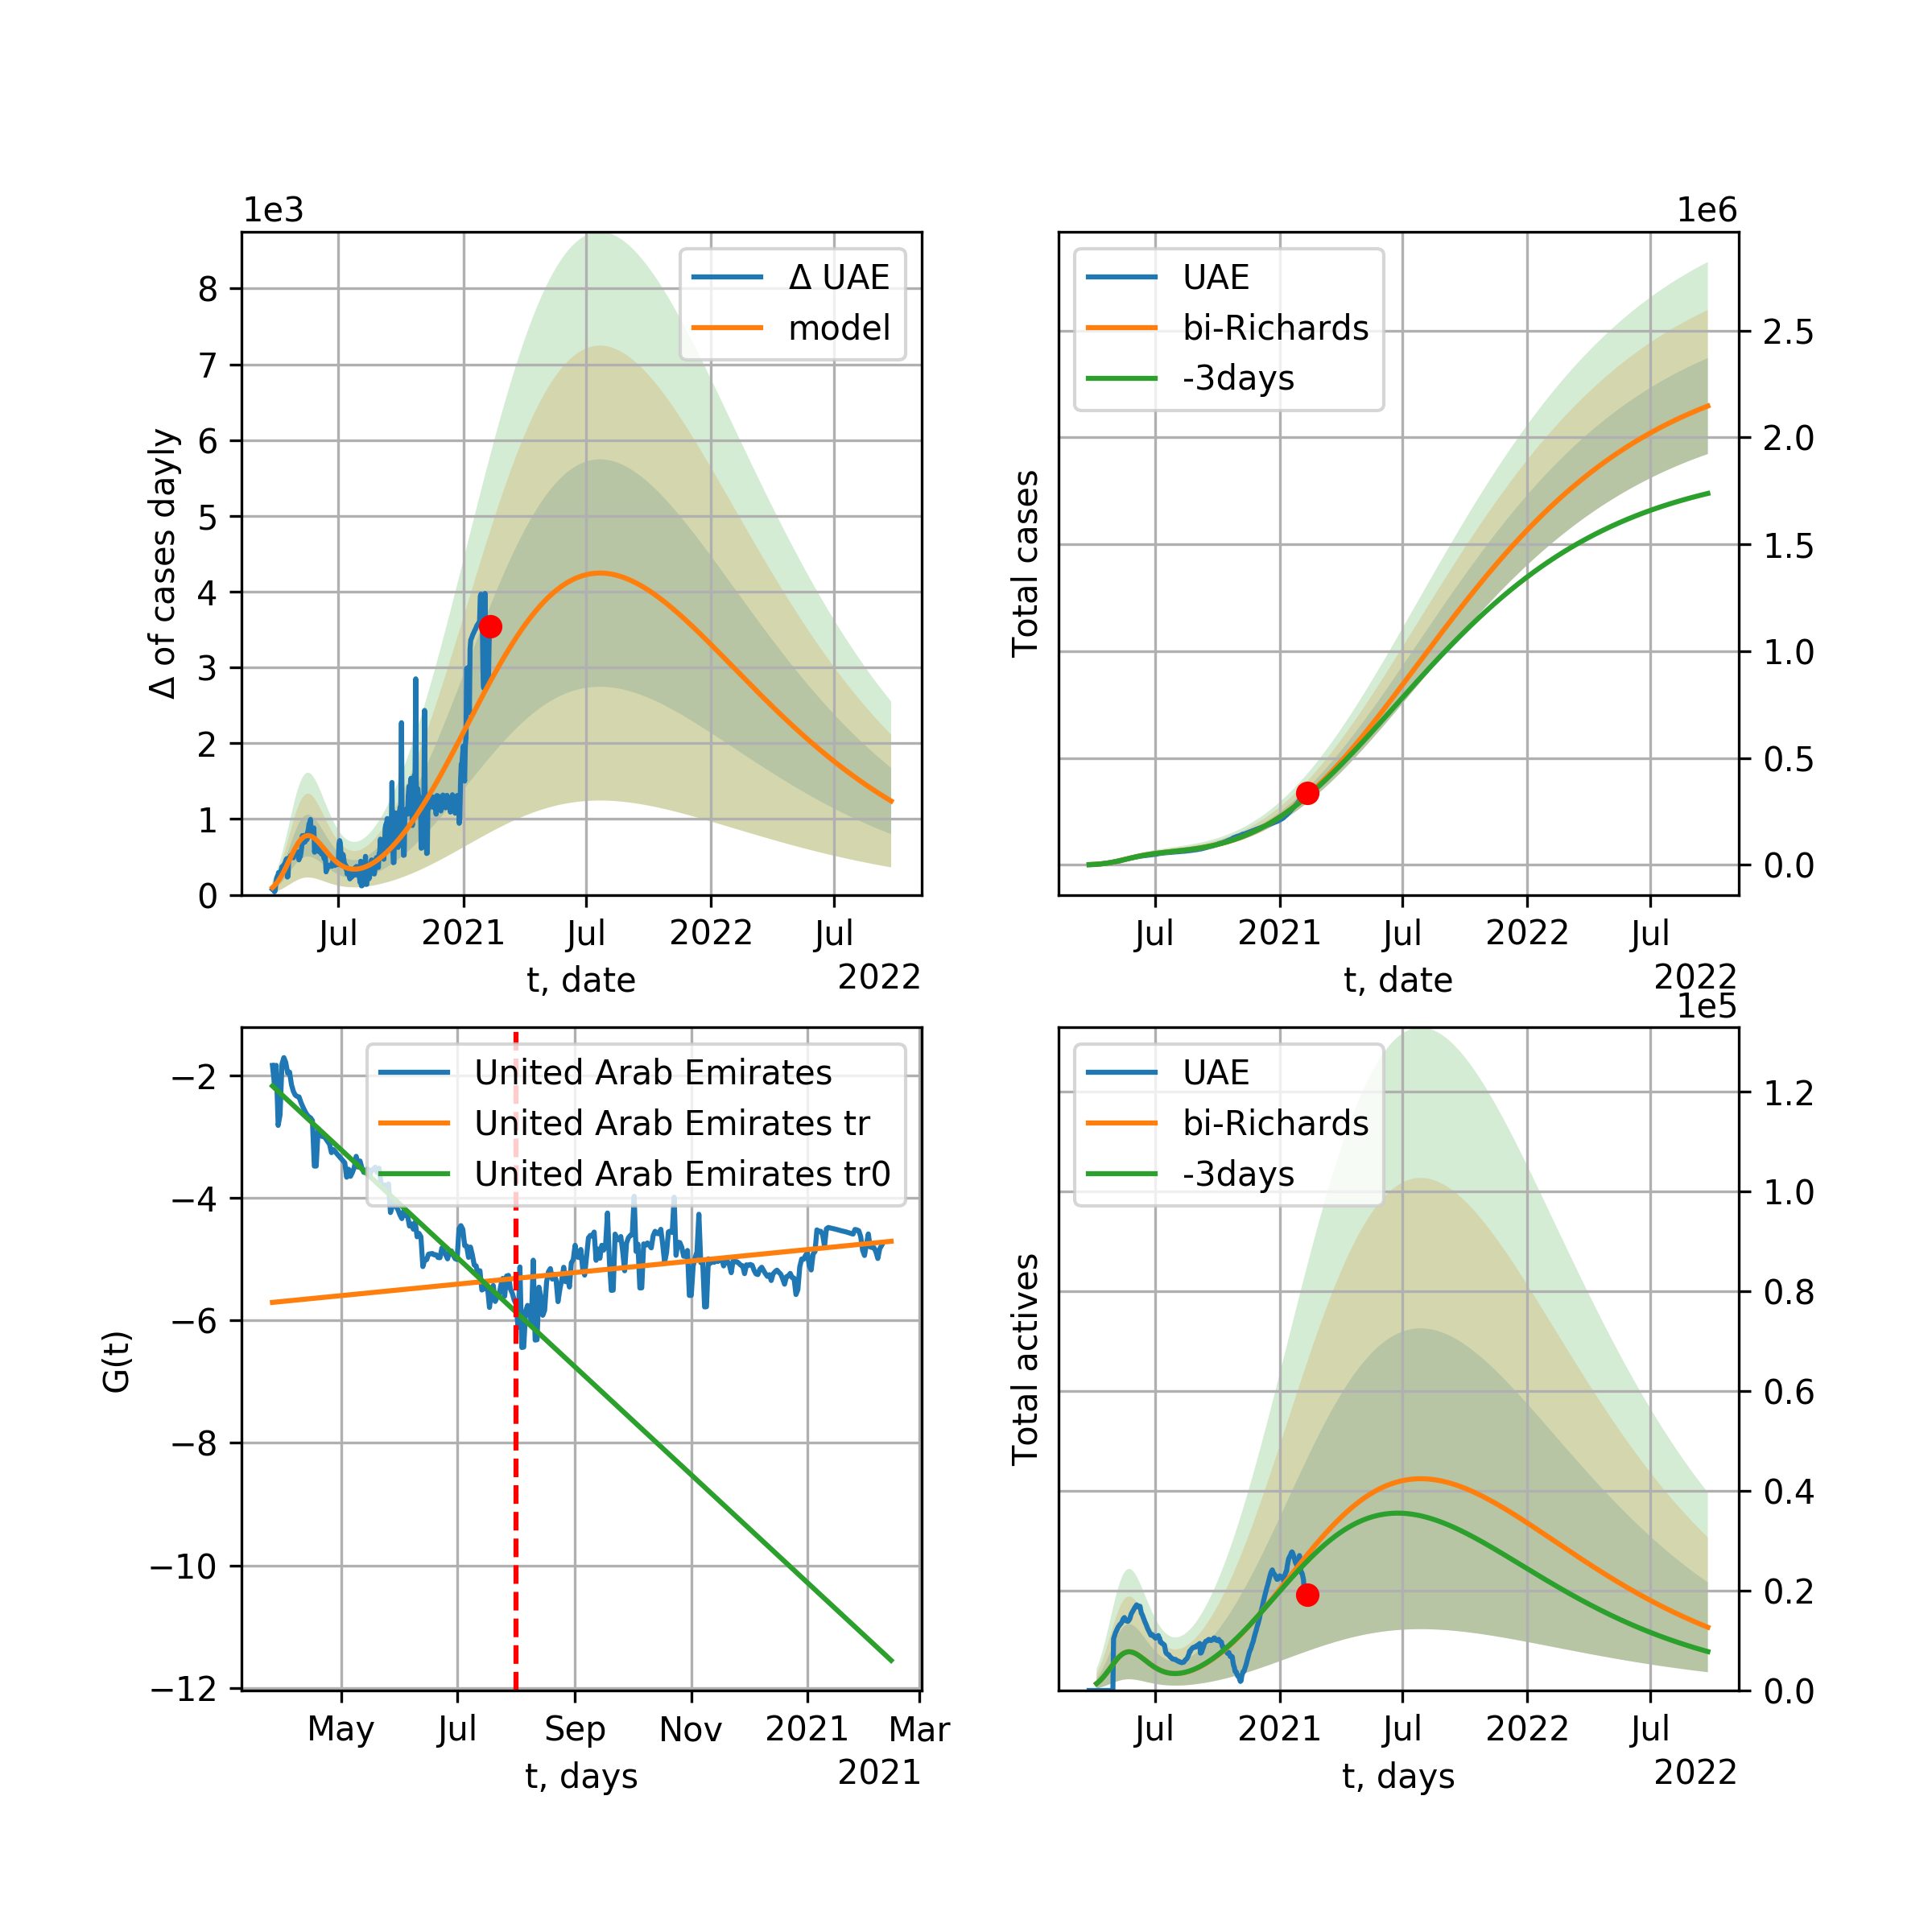 1e3
Δ of cases dayly
8
7
6
5
4
3
2
1
0
Δ UAE
model
Jul
2021
Jul
2022
Jul
t, date
2022
1e6
Total cases
UAE
bi-Richards
-3days
2.5
2.0
1.5
1.0
0.5
0.0
Jul
2021
Jul
2022
Jul
t, date
2022
G(t)
−2
−4
−6
−8
−10
−12
United Arab Emirates
United Arab Emirates tr
United Arab Emirates tr0
May
Jul
Sep
Nov
2021
Mar
t, days
2021
1e5
Total actives
UAE
bi-Richards
-3days
1.2
1.0
0.8
0.6
0.4
0.2
0.0
Jul
2021
Jul
2022
Jul
t, days
2022